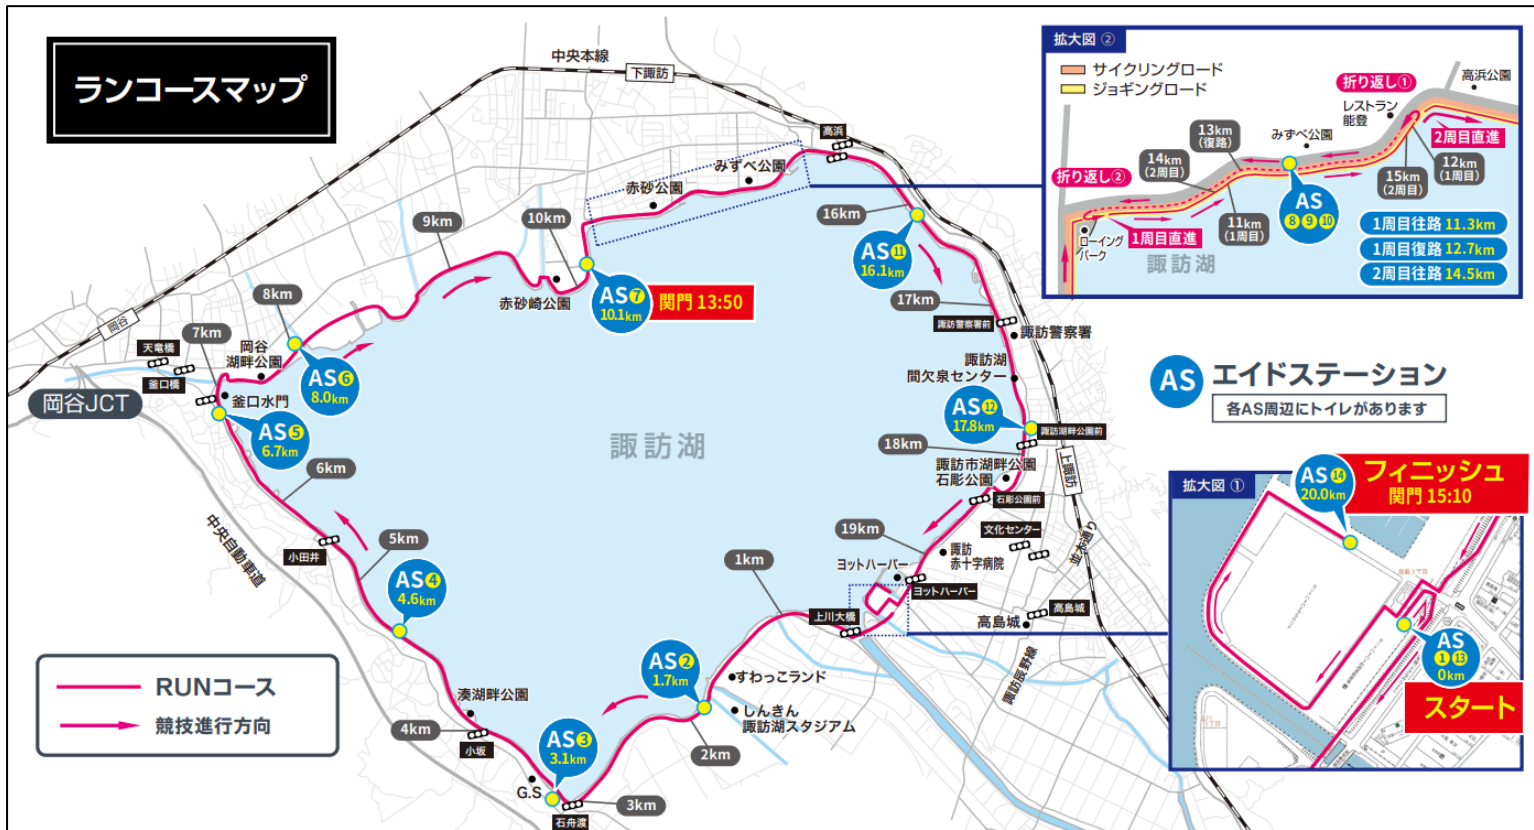 ランコースマップ
中央本線
下諏訪
高浜
みずべ公園
赤砂公園
10km
9km
赤砂崎公園
AS⑦
10.1km
関門 13:50
16km
AS⑪
16.1km
17km
諏訪警察署前
諏訪警察署
諏訪湖
間欠泉センター
AS⑫
17.8km
諏訪湖畔公園前
18km
上諏訪
諏訪市湖畔公園
石彫公園
石彫公園前
文化センター
並木通り
19km
諏訪
赤十字病院
ヨットハーバー
ヨットハーバー
高島城
高島城
諏訪辰野線
上川大橋
1km
すわっこランド
AS②
1.7km
しんきん
諏訪湖スタジアム
2km
AS③
3.1km
3km
石舟渡
G.S
小坂
4km
湊湖畔公園
AS④
4.6km
5km
小田井
中央自動車道
6km
AS⑤
6.7km
釜口水門
釜口橋
天竜橋
岡谷JCT
岡谷
7km
岡谷
湖畔公園
8km
AS⑥
8.0km
諏訪湖
RUNコース
競技進行方向
拡大図 ②
サイクリングロード
ジョギングロード
高浜公園
折り返し①
レストラン
能登
2周目直進
みずべ公園
13km
(復路)
14km
(2周目)
12km
(1周目)
15km
(2周目)
折り返し②
AS
⑧ ⑨ ⑩
11km
(1周目)
1周目直進
ローイング
パーク
諏訪湖
1周目往路 11.3km
1周目復路 12.7km
2周目往路 14.5km
AS エイドステーション
各AS周辺にトイレがあります
拡大図 ①
AS⑭
20.0km
フィニッシュ
関門 15:10
AS
① ⑬
0km
スタート